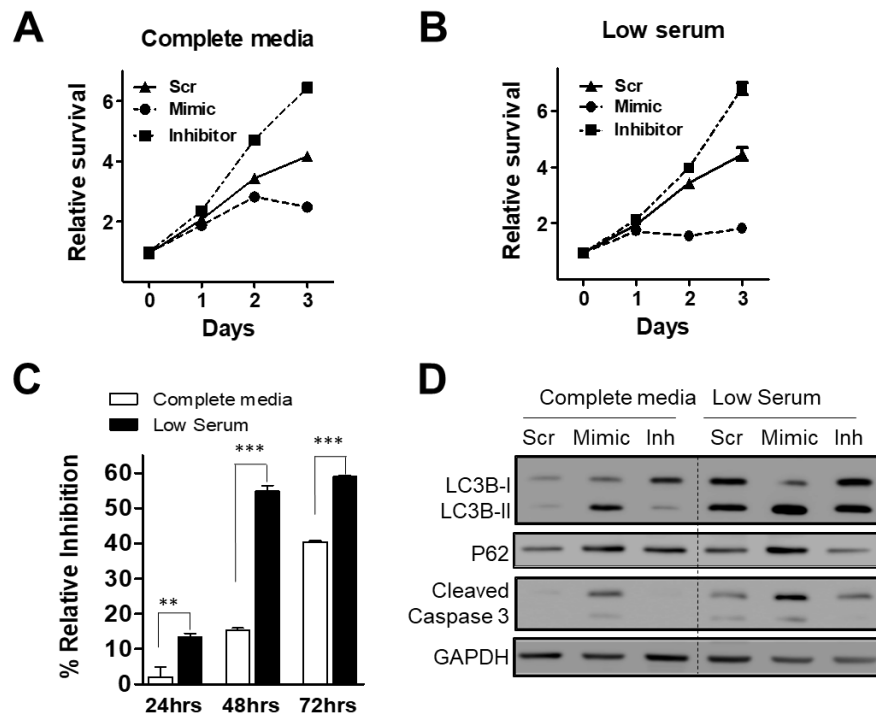 A
Complete media
Relative survival
6
4
2
Scr
Mimic
Inhibitor
0 1 2 3
Days
B
Low serum
Relative survival
6
4
2
Scr
Mimic
Inhibitor
0 1 2 3
Days
C
Complete media
Low Serum
% Relative Inhibition
60
50
40
30
20
10
0
**
***
***
24hrs 48hrs 72hrs
D
Complete media Low Serum
Scr Mimic Inh Scr Mimic Inh
LC3B-I
LC3B-II
P62
Cleaved
Caspase 3
GAPDH